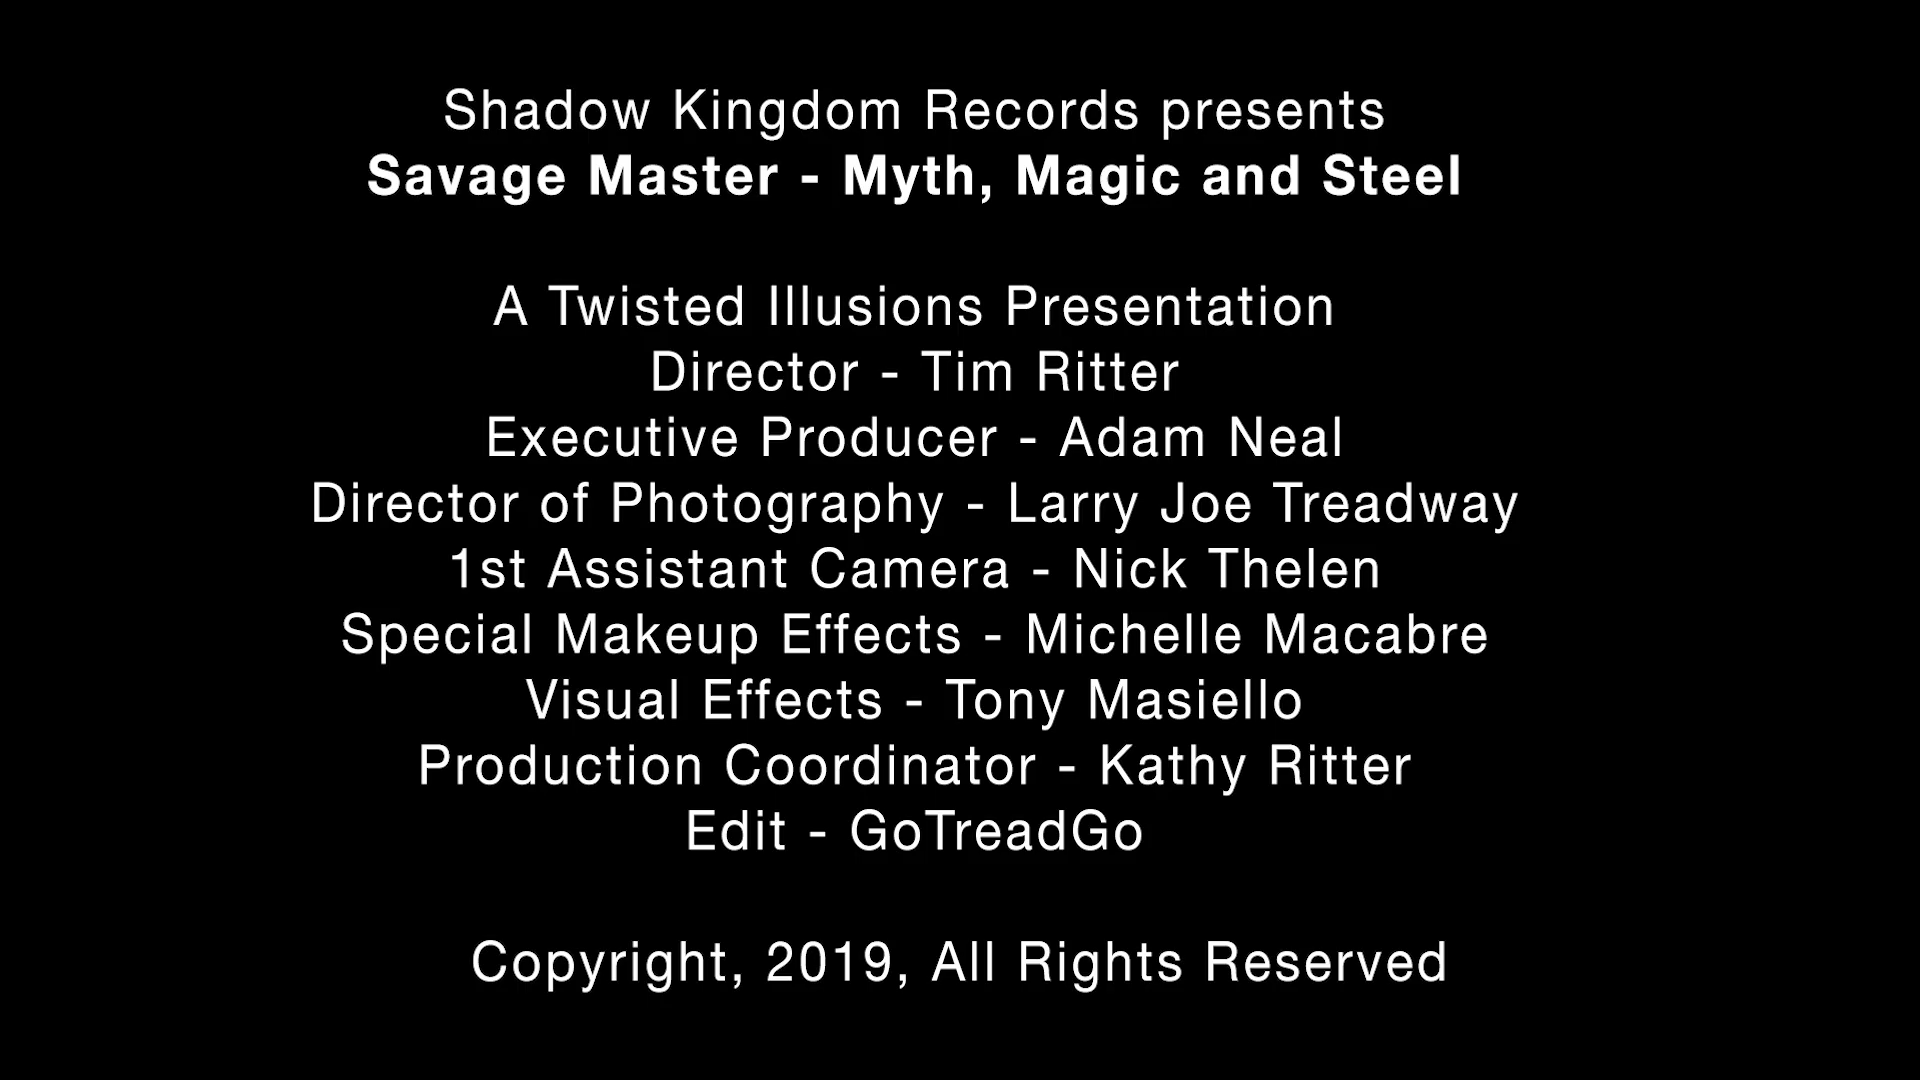 Shadow Kingdom Records presents
Savage Master - Myth, Magic and Steel
A Twisted Illusions Presentation
Director - Tim Ritter
Executive Producer - Adam Neal
Director of Photography - Larry Joe Treadway
1st Assistant Camera - Nick Thelen
Special Makeup Effects - Michelle Macabre
Visual Effects - Tony Masiello
Production Coordinator - Kathy Ritter
Edit - GoTreadGo
Copyright, 2019, All Rights Reserved